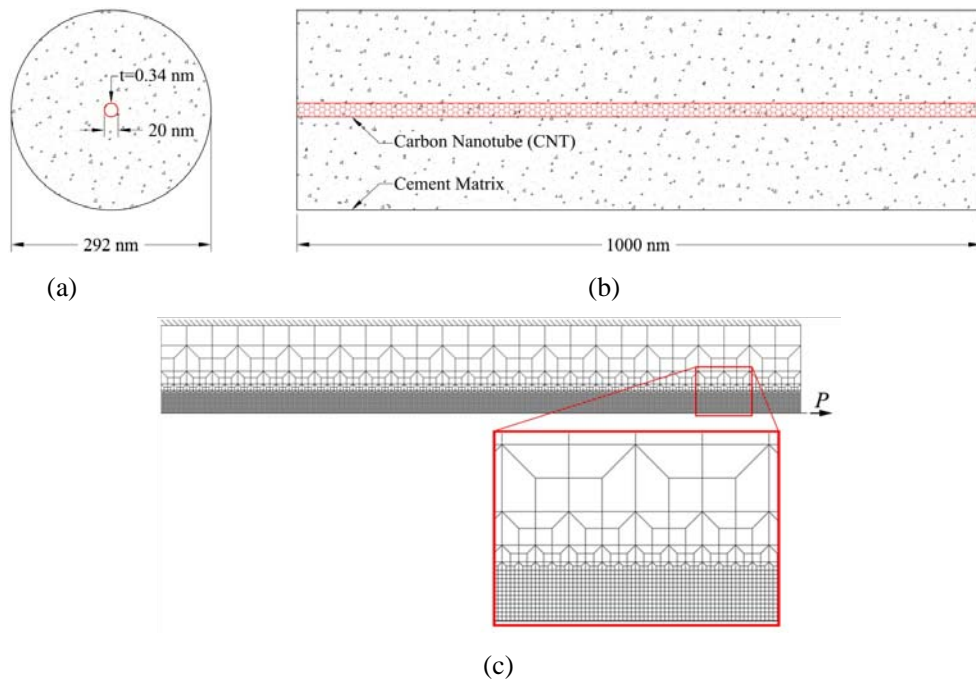 t=0.34 nm
20 nm
292 nm
(a)
Carbon Nanotube (CNT)
Cement Matrix
1000 nm
(b)
P
(c)